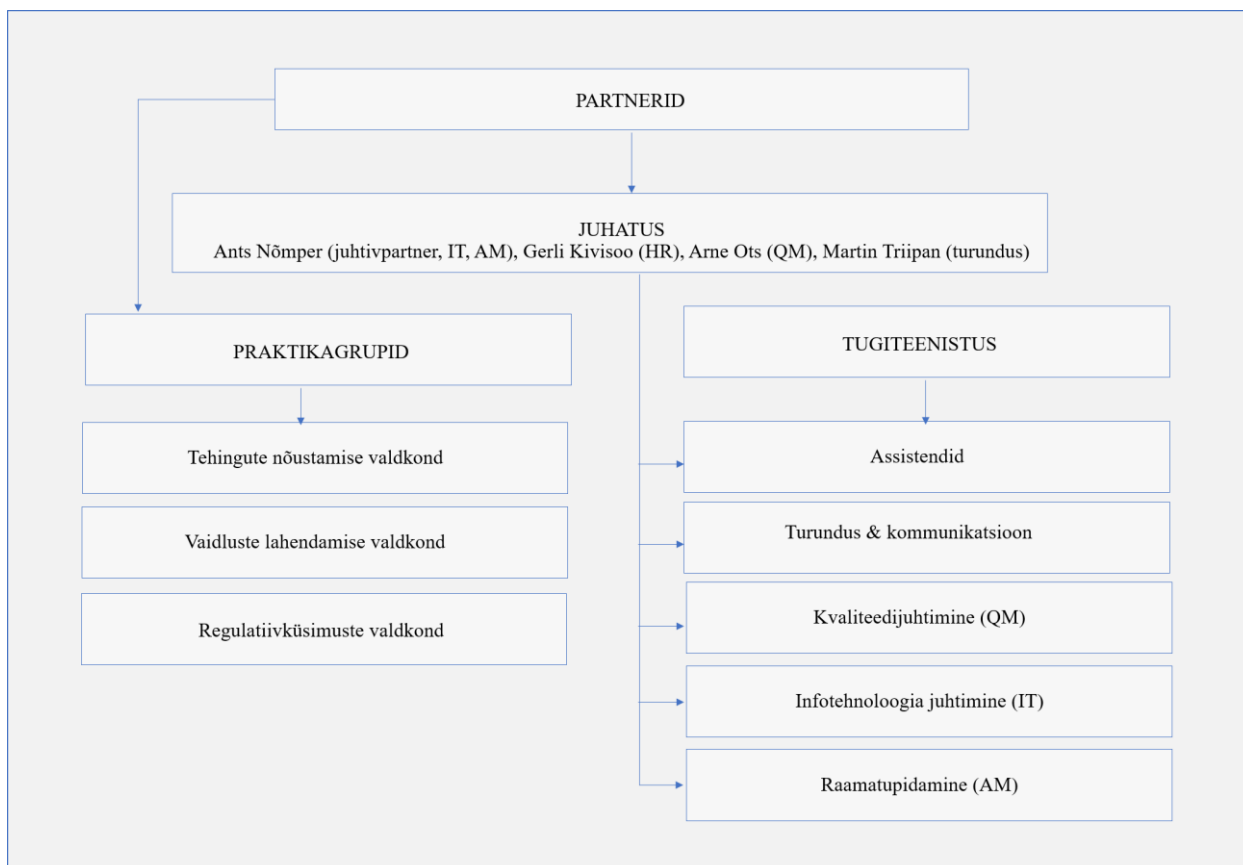 PARTNERID
JUHATUS
Ants Nõmper (juhtivpartner, IT, AM), Gerli Kivisoo (HR), Arne Ots (QM), Martin Triipan (turundus)
PRAKTIKAGRUPID
Tehingute nõustamise valdkond
Vaidluste lahendamise valdkond
Regulatiivküsimuste valdkond
TUGITEENISTUS
Assistendid
Turundus & kommunikatsioon
Kvaliteedijuhtimine (QM)
Infotehnoloogia juhtimine (IT)
Raamatupidamine (AM)